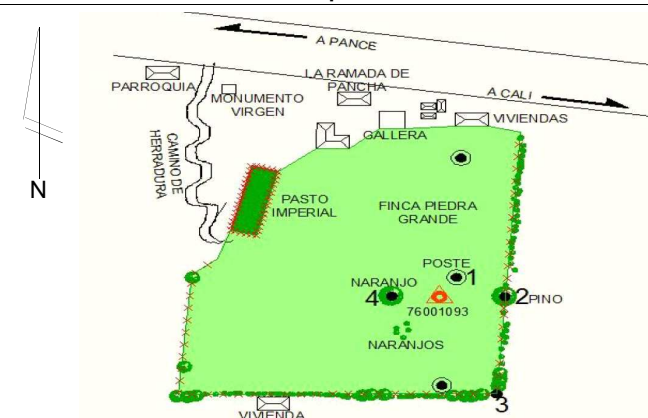 A PANCE
LA RAMADA DE
PANCHA
PARROQUIA
MONUMENTO
VIRGEN
A CALI
VIVIENDAS
GALLERA
CAMINO DE
HERRADURA
N
PASTO
IMPERIAL
FINCA PIEDRA
GRANDE
POSTE
1
NARANJO
4
2 PINO
76001093
NARANJOS
3
VIVIENDA